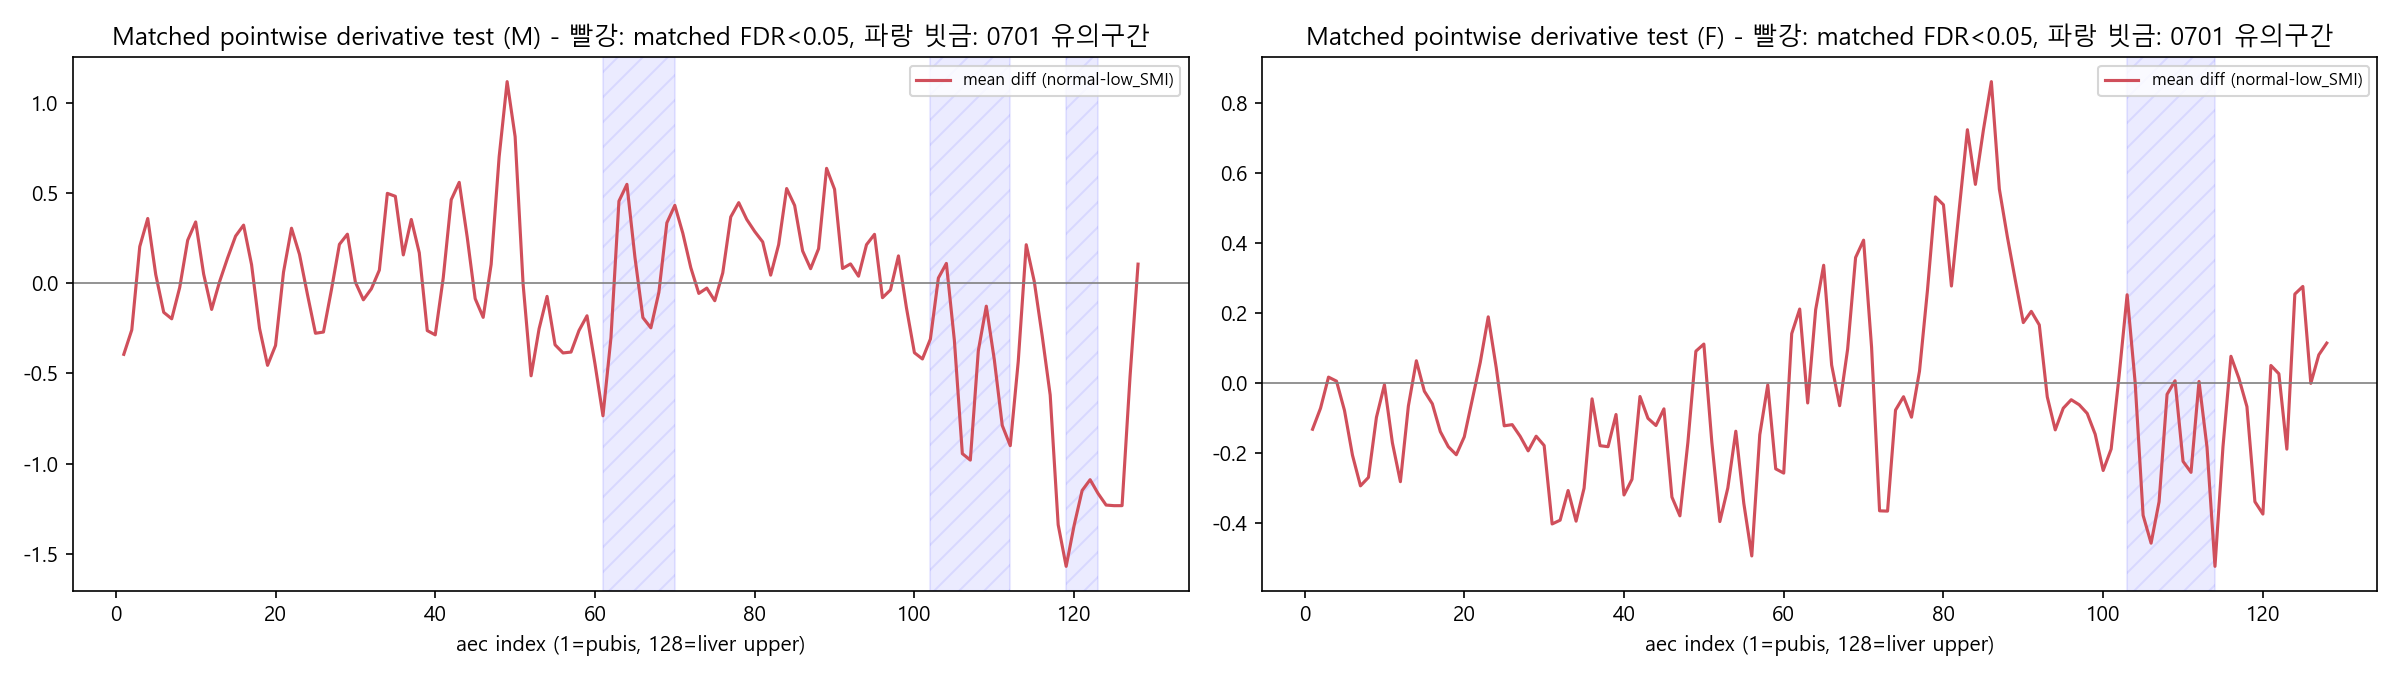 Matched pointwise derivative test (M) - 빨강: matched FDR<0.05, 파랑 빗금: 0701 유의구간
mean diff (normal-low_SMI)
1.0
0.5
0.0
-0.5
-1.0
-1.5
0 20 40 60 80 100 120
aec index (1=pubis, 128=liver upper)
Matched pointwise derivative test (F) - 빨강: matched FDR<0.05, 파랑 빗금: 0701 유의구간
mean diff (normal-low_SMI)
0.8
0.6
0.4
0.2
0.0
-0.2
-0.4
0 20 40 60 80 100 120
aec index (1=pubis, 128=liver upper)